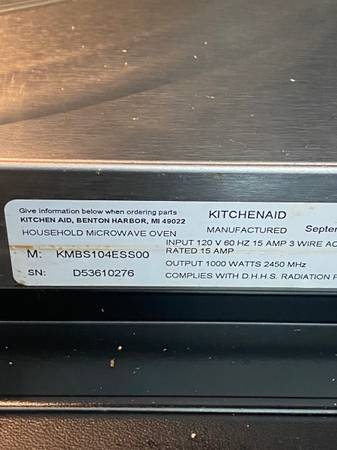 Give information below when ordering parts
KITCHEN AID, BENTON HARBOR, MI 49022
HOUSEHOLD MICROWAVE OVEN
M: KMBS104ESS00
SN: D53610276
KITCHENAID
MANUFACTURED
INPUT 120 V 60 HZ 15 AMP 3 WIRE
RATED 15 AMP
OUTPUT 1000 WATTS 2450 MHz
COMPLIES WITH D.H.H.S. RADIATION